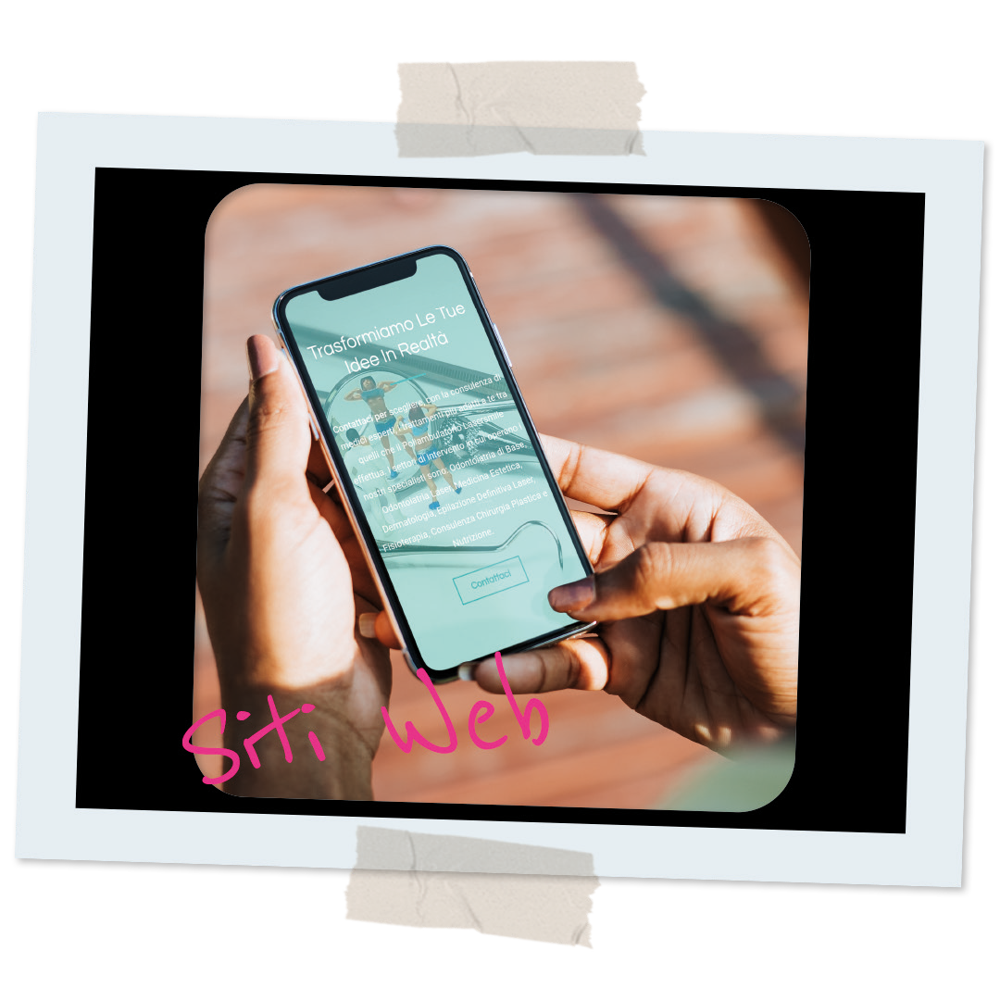 Trasformiamo Le Tue
Idee In Realtà
Contattaci per scegliere, con la consulenza di
medici esperti, i trattamenti più adatti a te tra
quelli che il Poliambulatorio Lasersmile
effettua. I settori di intervento in cui operono i
nostri specialisti sono: Odontoiatria di Base,
Odontoiatria Laser, Medicina Estetica,
Dermatologia, Epilazione Definitiva Laser,
Fisioterapia, Consulenza Chirurgia Plastica e
Nutrizione.
Contattaci
Siti Web